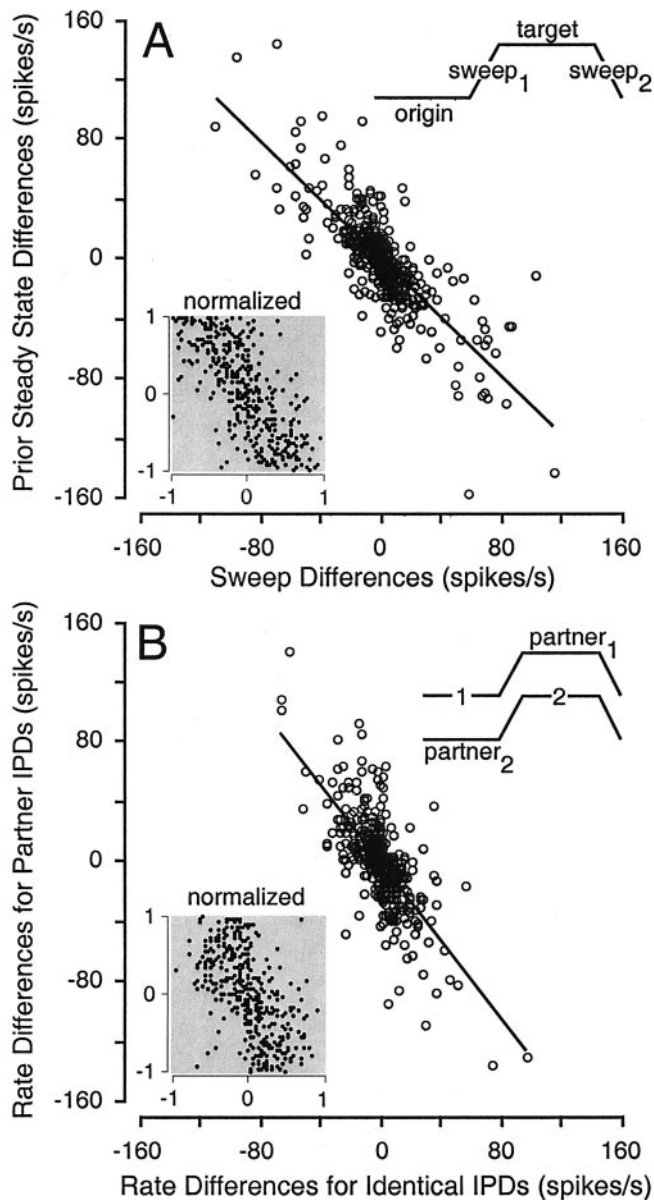 A
160
80
0
-80
-160
Prior Steady State Differences (spikes/s)
target
sweep1
sweep2
origin
normalized
1
0
-1
-1 0 1
-160 -80 0 80 160
Sweep Differences (spikes/s)
B
160
80
0
-80
-160
Rate Differences for Partner IPDs (spikes/s)
partner1
1
2
partner2
normalized
1
0
-1
-1 0 1
-160 -80 0 80 160
Rate Differences for Identical IPDs (spikes/s)